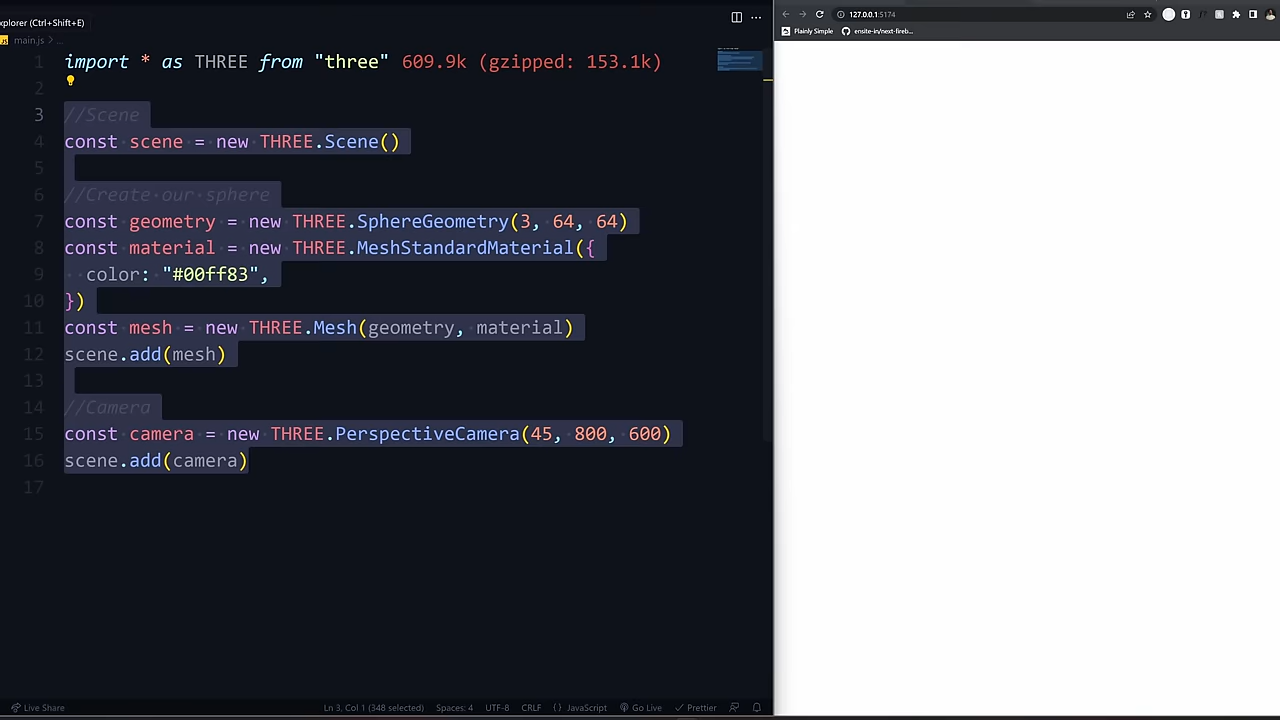 xplorer (Ctrl+Shift+E)
JS main.js > ...
1 import * as THREE from "three" 609.9k (gzipped: 153.1k)
2
3 //Scene
4 const scene = new THREE.Scene()
5
6 //Create our sphere
7 const geometry = new THREE.SphereGeometry(3, 64, 64)
8 const material = new THREE.MeshStandardMaterial({
9 color: "#00ff83",
10 })
11 const mesh = new THREE.Mesh(geometry, material)
12 scene.add(mesh)
13
14 //Camera
15 const camera = new THREE.PerspectiveCamera(45, 800, 600)
16 scene.add(camera)
17
Live Share Ln 3, Col 1 (348 selected) Spaces: 4 UTF-8 CRLF {} JavaScript Go Live Prettier
127.0.0.1:5174
Plainly Simple ensite-in/next-fireb...